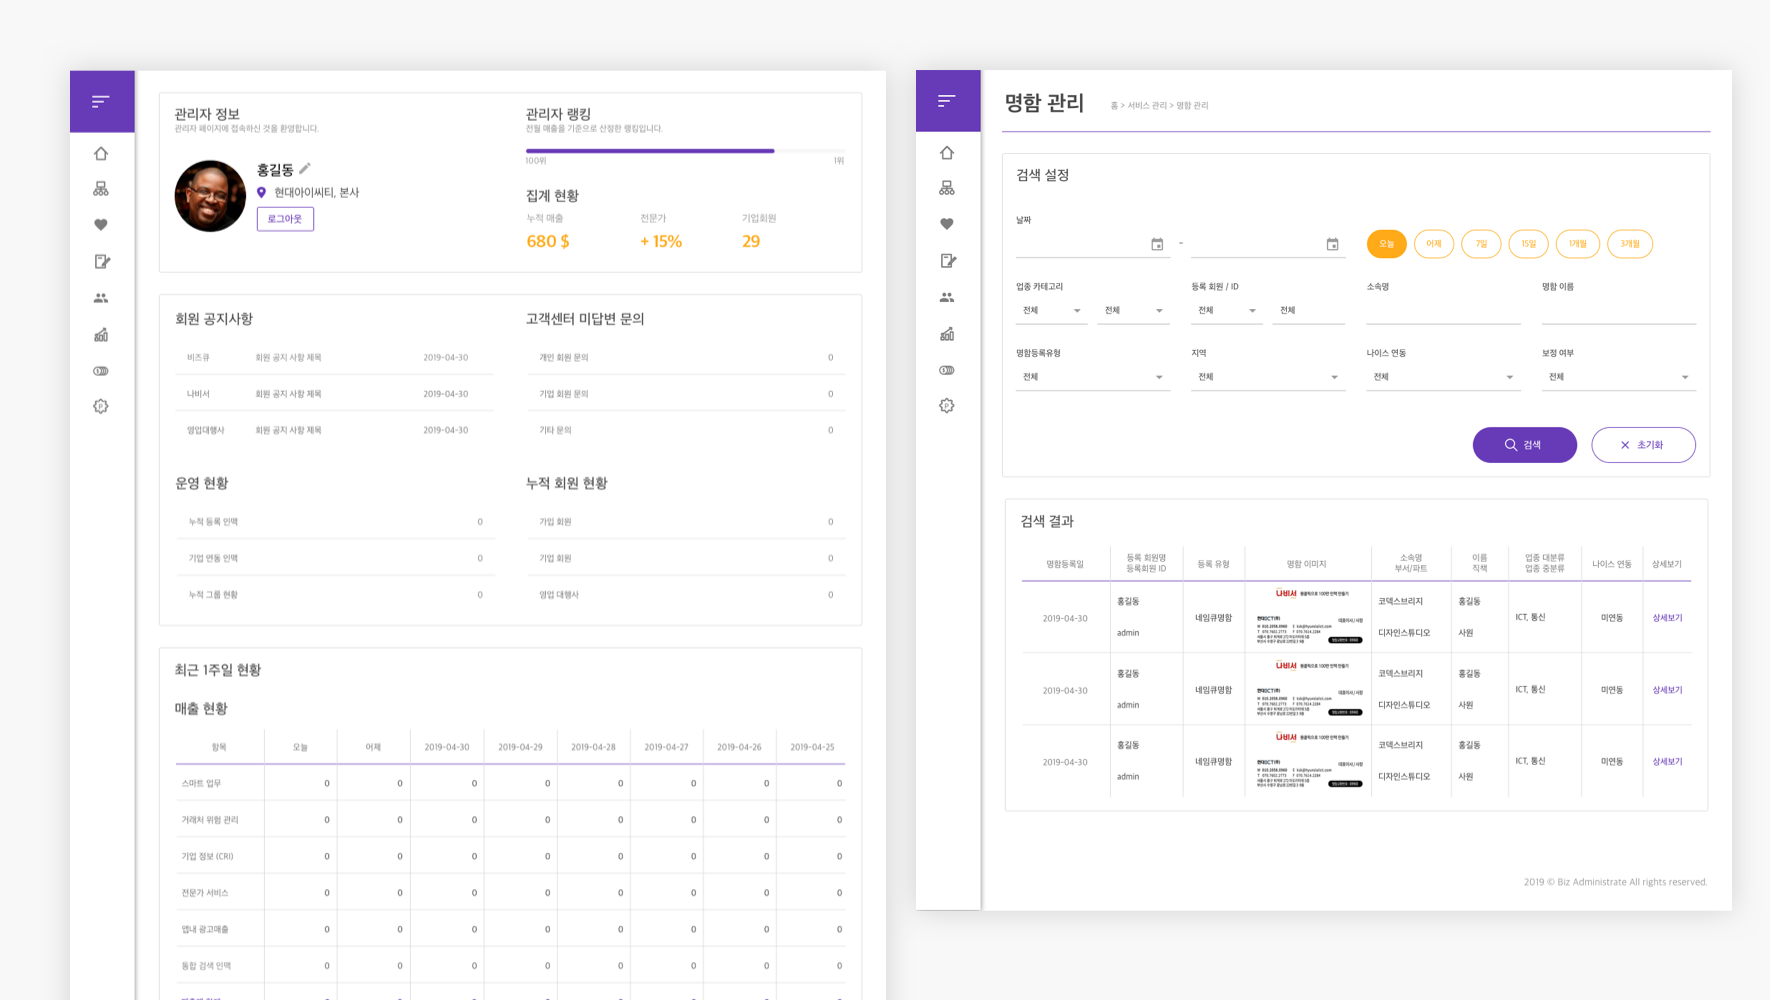 관리자 정보
관리자 페이지에 접속하신 것을 환영합니다.
홍길동
현대아이씨티, 본사
로그아웃
관리자 랭킹
전월 매출을 기준으로 산정한 랭킹입니다.
100위 1위
집계 현황
누적 매출 전문가 기업회원
680 $ + 15% 29
회원 공지사항
비즈큐 회원 공지 사항 제목 2019-04-30
나비서 회원 공지 사항 제목 2019-04-30
영업대행사 회원 공지 사항 제목 2019-04-30
고객센터 미답변 문의
개인 회원 문의 0
기업 회원 문의 0
기타 문의 0
운영 현황
누적 등록 인맥 0
기업 연동 인맥 0
누적 그룹 현황 0
누적 회원 현황
가입 회원 0
기업 회원 0
영업 대행사 0
최근 1주일 현황
매출 현황
항목 오늘 어제 2019-04-30 2019-04-29 2019-04-28 2019-04-27 2019-04-26 2019-04-25
스마트 업무 0 0 0 0 0 0 0 0
거래처 위험 관리 0 0 0 0 0 0 0 0
기업 정보 (CRI) 0 0 0 0 0 0 0 0
전문가 서비스 0 0 0 0 0 0 0 0
앱내 광고매출 0 0 0 0 0 0 0 0
통합 검색 인맥 0 0 0 0 0 0 0 0
명함 관리
홈 > 서비스 관리 > 명함 관리
검색 설정
날짜
- 오늘 어제 7일 15일 1개월 3개월
업종 카테고리 등록 회원 / ID 소속명 명함 이름
전체 전체 전체 전체
명함등록유형 지역 나이스 연동 보정 여부
전체 전체 전체 전체
검색 초기화
검색 결과
명함등록일 등록 회원명 등록 유형 명함 이미지 소속명 이름 업종 대분류 나이스 연동 상세보기
등록회원 ID 부서/파트 직책 업종 중분류
나비서
홍길동 코덱스브리지 홍길동
2019-04-30 네임큐명함 ICT, 통신 미연동 상세보기
admin 디자인스튜디오 사원
나비서
홍길동 코덱스브리지 홍길동
2019-04-30 네임큐명함 ICT, 통신 미연동 상세보기
admin 디자인스튜디오 사원
나비서
홍길동 코덱스브리지 홍길동
2019-04-30 네임큐명함 ICT, 통신 미연동 상세보기
admin 디자인스튜디오 사원
2019 © Biz Administrate All rights reserved.